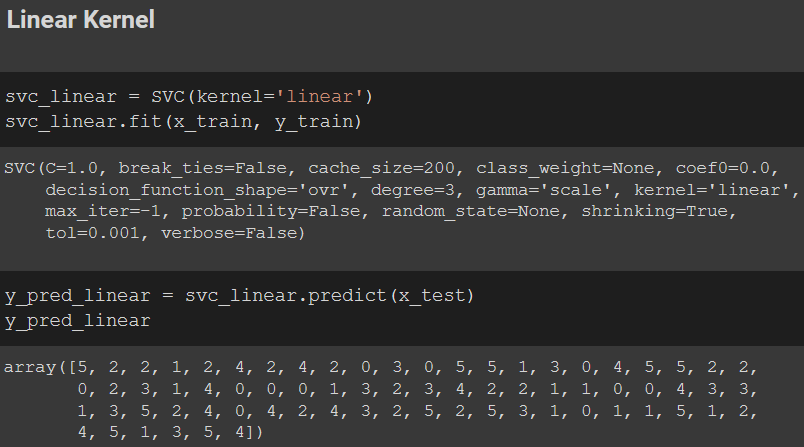 Linear Kernel
svc_linear = SVC(kernel='linear')
svc_linear.fit(x_train, y_train)
SVC(C=1.0, break_ties=False, cache_size=200, class_weight=None, coef0=0.0,
    decision_function_shape='ovr', degree=3, gamma='scale', kernel='linear',
    max_iter=-1, probability=False, random_state=None, shrinking=True,
    tol=0.001, verbose=False)
y_pred_linear = svc_linear.predict(x_test)
y_pred_linear
array([5, 2, 2, 1, 2, 4, 2, 4, 2, 0, 3, 0, 5, 5, 1, 3, 0, 4, 5, 5, 2, 2,
       0, 2, 3, 1, 4, 0, 0, 0, 1, 3, 2, 3, 4, 2, 2, 1, 1, 0, 0, 4, 3, 3,
       1, 3, 5, 2, 4, 0, 4, 2, 4, 3, 2, 5, 2, 5, 3, 1, 0, 1, 1, 5, 1, 2,
       4, 5, 1, 3, 5, 4])